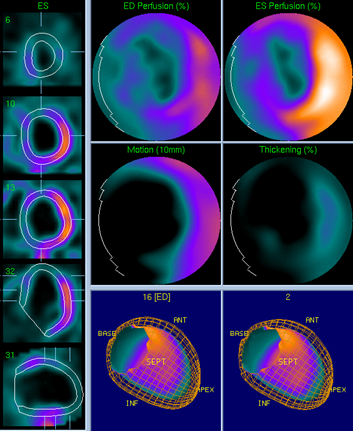 ES
ED Perfusion (%)
ES Perfusion (%)
6
10
13
Motion (10mm)
Thickening (%)
32
16 [ED]
2
ANT
ANT
BASE
BASE
SEPT
SEPT
31
APEX
APEX
INF
INF